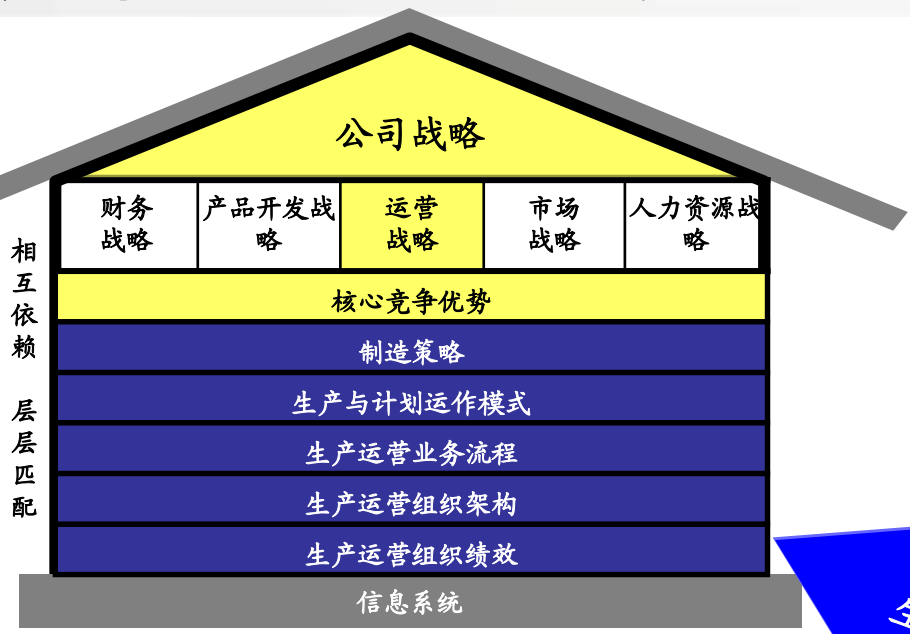 公司战略
财务
战略
产品开发战
略
运营
战略
市场
战略
人力资源战
略
相互依赖 层层匹配
核心竞争优势
制造策略
生产与计划运作模式
生产运营业务流程
生产运营组织架构
生产运营组织绩效
信息系统